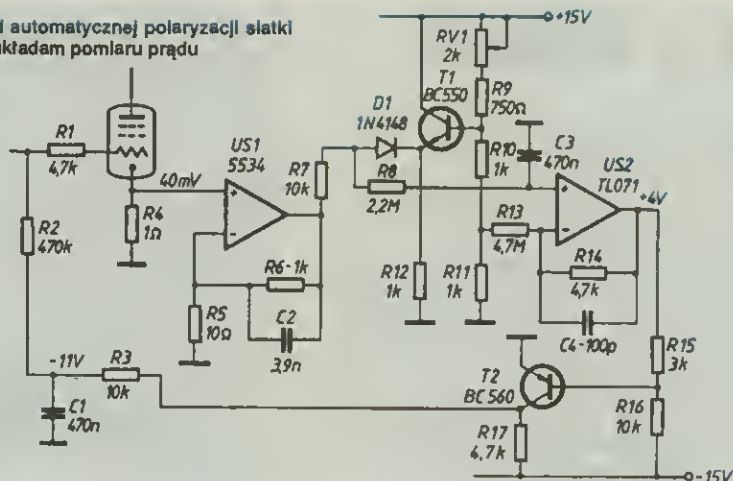 i automatycznej polaryzacji siatki
układam pomiaru prądu
+15V
RV1
2k
T1
BC550
R9
750Ω
D1
1N4148
R1
4,7k
US1
5534
R7
10k
R10
1k
C3
470n
US2
TL071
+4V
40mV
R8
2,2M
R2
470k
R4
1Ω
R13
4,7M
R6-1k
R14
4,7k
R5
10Ω
C2
3,9n
R12
1k
R11
1k
C4-100p
R15
3k
-11V
R3
10k
T2
BC560
C1
470n
R16
10k
R17
4,7k
-15V